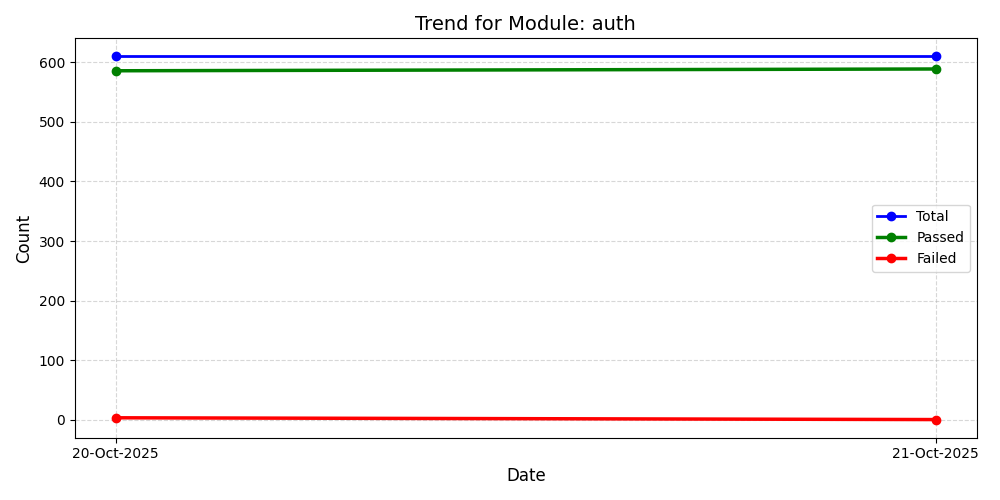 Trend for Module: auth
Count
600
500
400
300
200
100
0
Total
Passed
Failed
20-Oct-2025
21-Oct-2025
Date